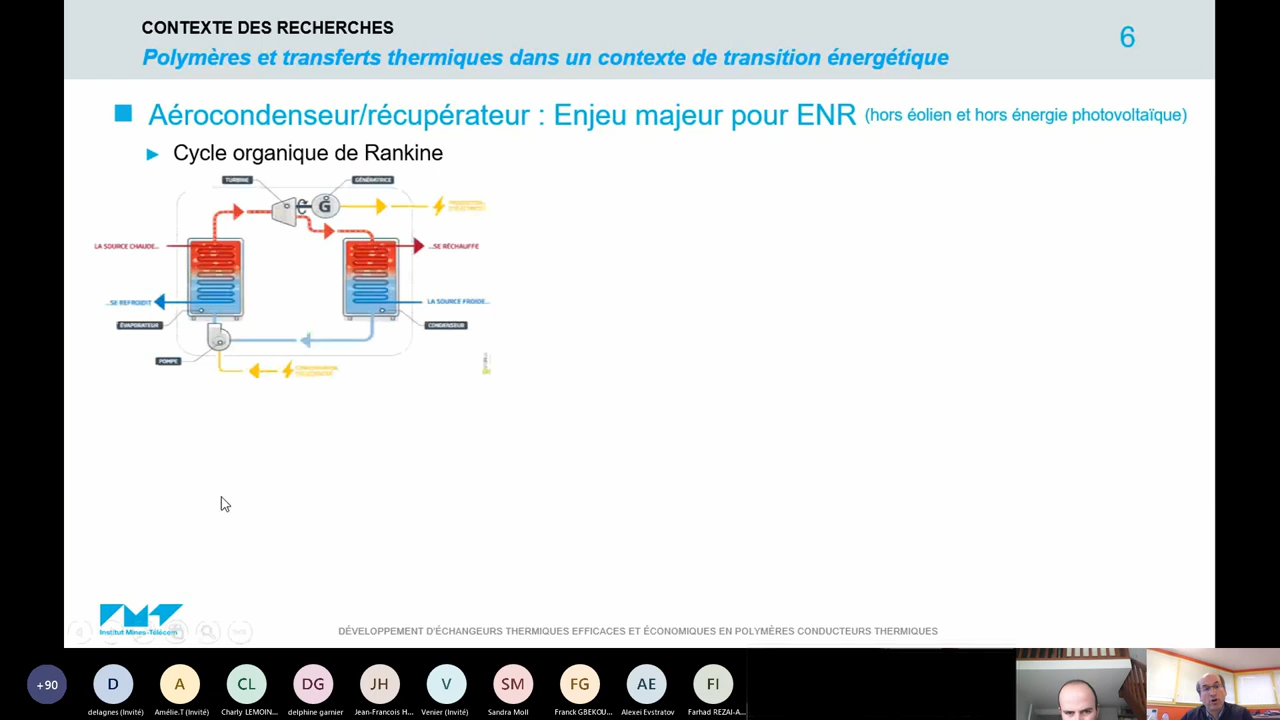 CONTEXTE DES RECHERCHES
6
Polymères et transferts thermiques dans un contexte de transition énergétique
Aérocondenseur/récupérateur : Enjeu majeur pour ENR (hors éolien et hors énergie photovoltaïque)
Cycle organique de Rankine
TURBINE
GÉNÉRATRICE
G
LA SOURCE CHAUDE...
...SE RÉCHAUFFE
...SE REFROIDIT
LA SOURCE FROIDE...
ÉVAPORATEUR
CONDENSEUR
POMPE
Institut Mines-Télécom
DÉVELOPPEMENT D'ÉCHANGEURS THERMIQUES EFFICACES ET ÉCONOMIQUES EN POLYMÈRES CONDUCTEURS THERMIQUES
+90
D
A
CL
DG
JH
V
SM
FG
AE
FI
delagnes (Invité)
Amélie.T (Invité)
Charly LEMOIN...
delphine garnier
Jean-Francois H...
Venier (Invité)
Sandra Moll
Franck GBEKOU...
Alexei Evstratov
Farhad REZAI-A...